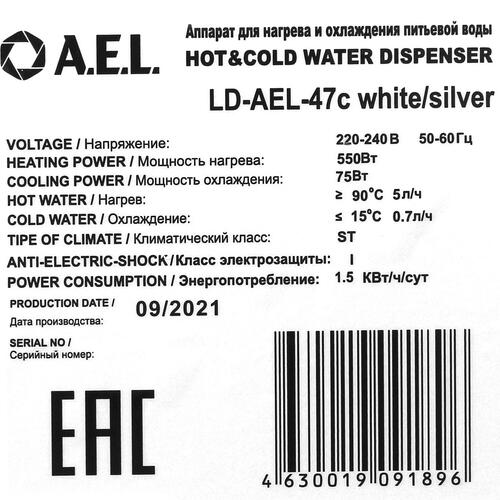 A.E.L.
Аппарат для нагрева и охлаждения питьевой воды
HOT&COLD WATER DISPENSER
LD-AEL-47c white/silver
VOLTAGE / Напряжение: 220-240 В 50-60 Гц
HEATING POWER / Мощность нагрева: 550Вт
COOLING POWER / Мощность охлаждения: 75Вт
HOT WATER / Нагрев: ≥ 90°C 5л/ч
COLD WATER / Охлаждение: ≤ 15°C 0.7л/ч
TIPE OF CLIMATE / Климатический класс: ST
ANTI-ELECTRIC-SHOCK / Класс электрозащиты: I
POWER CONSUMPTION / Энергопотребление: 1.5 КВт/ч/сут
PRODUCTION DATE / 09/2021
Дата производства:
SERIAL NO /
Серийный номер:
EAC
4 630019 091896